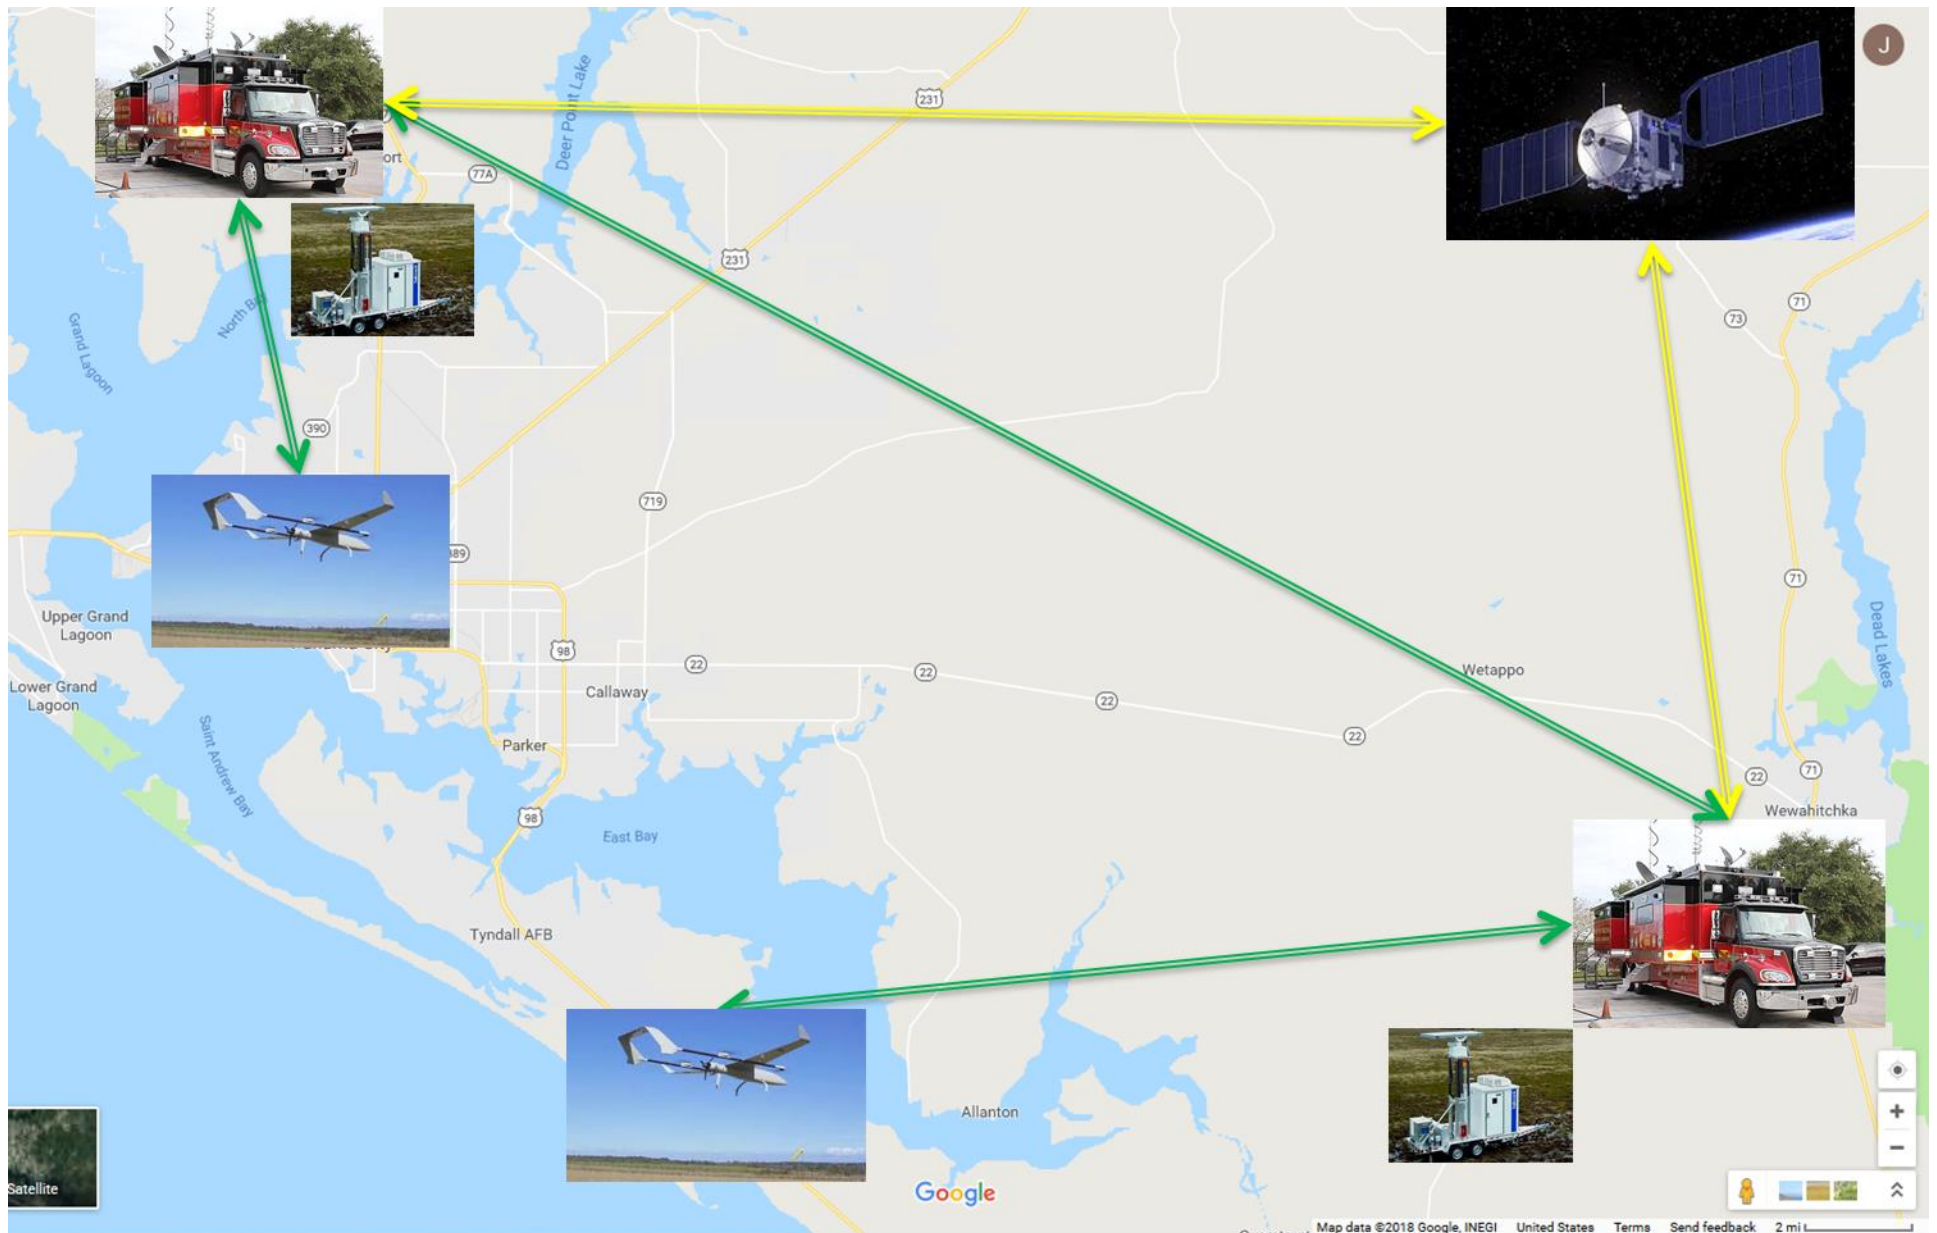 J
Deer Point Lake
231
ort
77A
231
71
73
North Bay
Grand
Lagoon
390
719
389
Upper Grand
Lagoon
98
22
22
Wetappo
22
22
Callaway
Lower Grand
Lagoon
Dead Lakes
71
Saint Andrew Bay
Parker
22
71
Wewahitchka
98
East Bay
Tyndall AFB
Allanton
Satellite
Google
Map data ©2018 Google, INEGI United States Terms Send feedback 2 mi